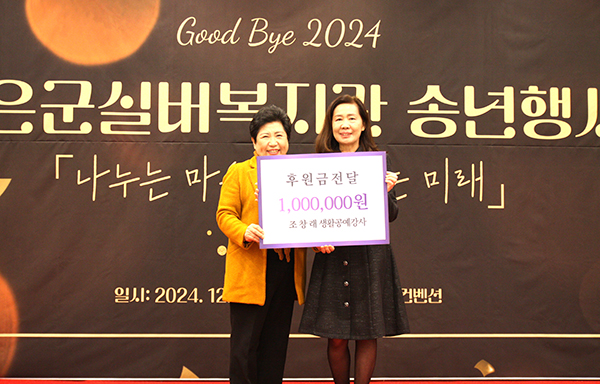 Good Bye 2024
은군실버복지관 송년행사
「나누는 마 는 미래」
후원금전달
1,000,000원
조창래 생활공예강사
일시: 2024. 12 컨벤션